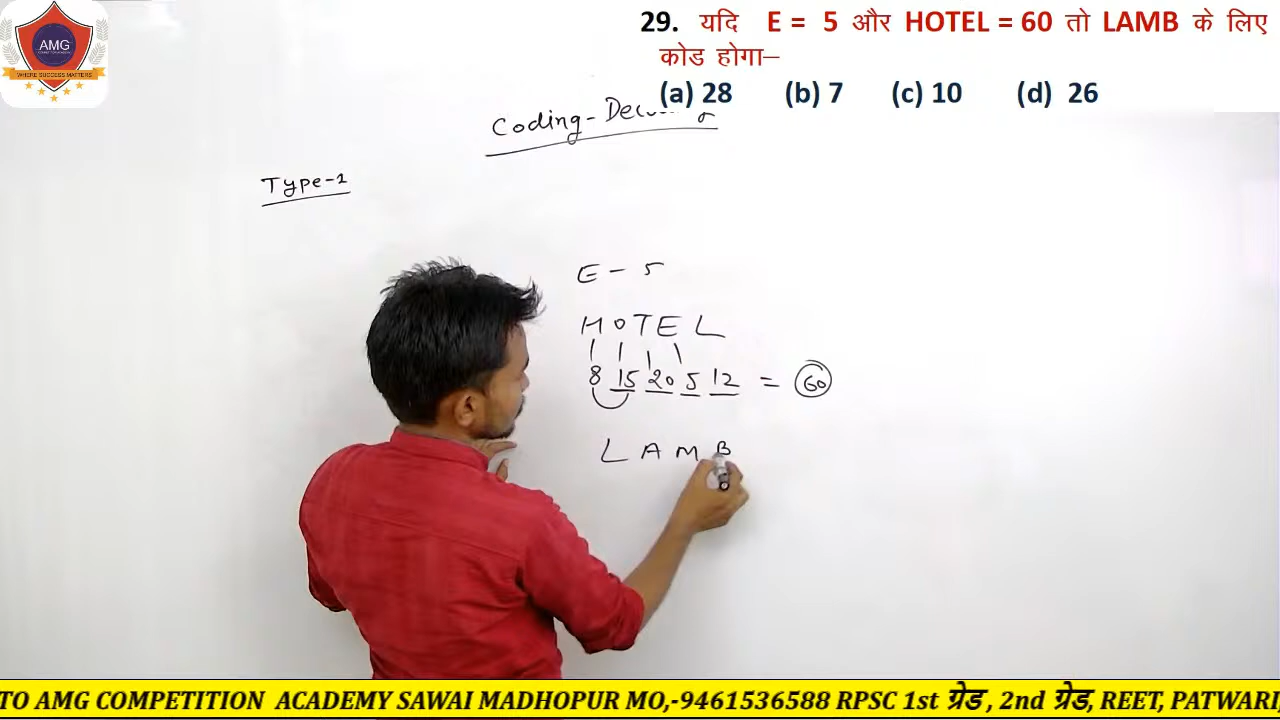 AMG
WHERE SUCCESS MATTERS
29. यदि E = 5 और HOTEL = 60 तो LAMB के लिए
कोड होगा–
(a) 28 (b) 7 (c) 10 (d) 26
Coding-
Type-1
E - 5
HOTEL
8 15 20 5 12 = 60
LAMB
TO AMG COMPETITION ACADEMY SAWAI MADHOPUR MO,-9461536588 RPSC 1st ग्रेड , 2nd ग्रेड, REET, PATWARI,